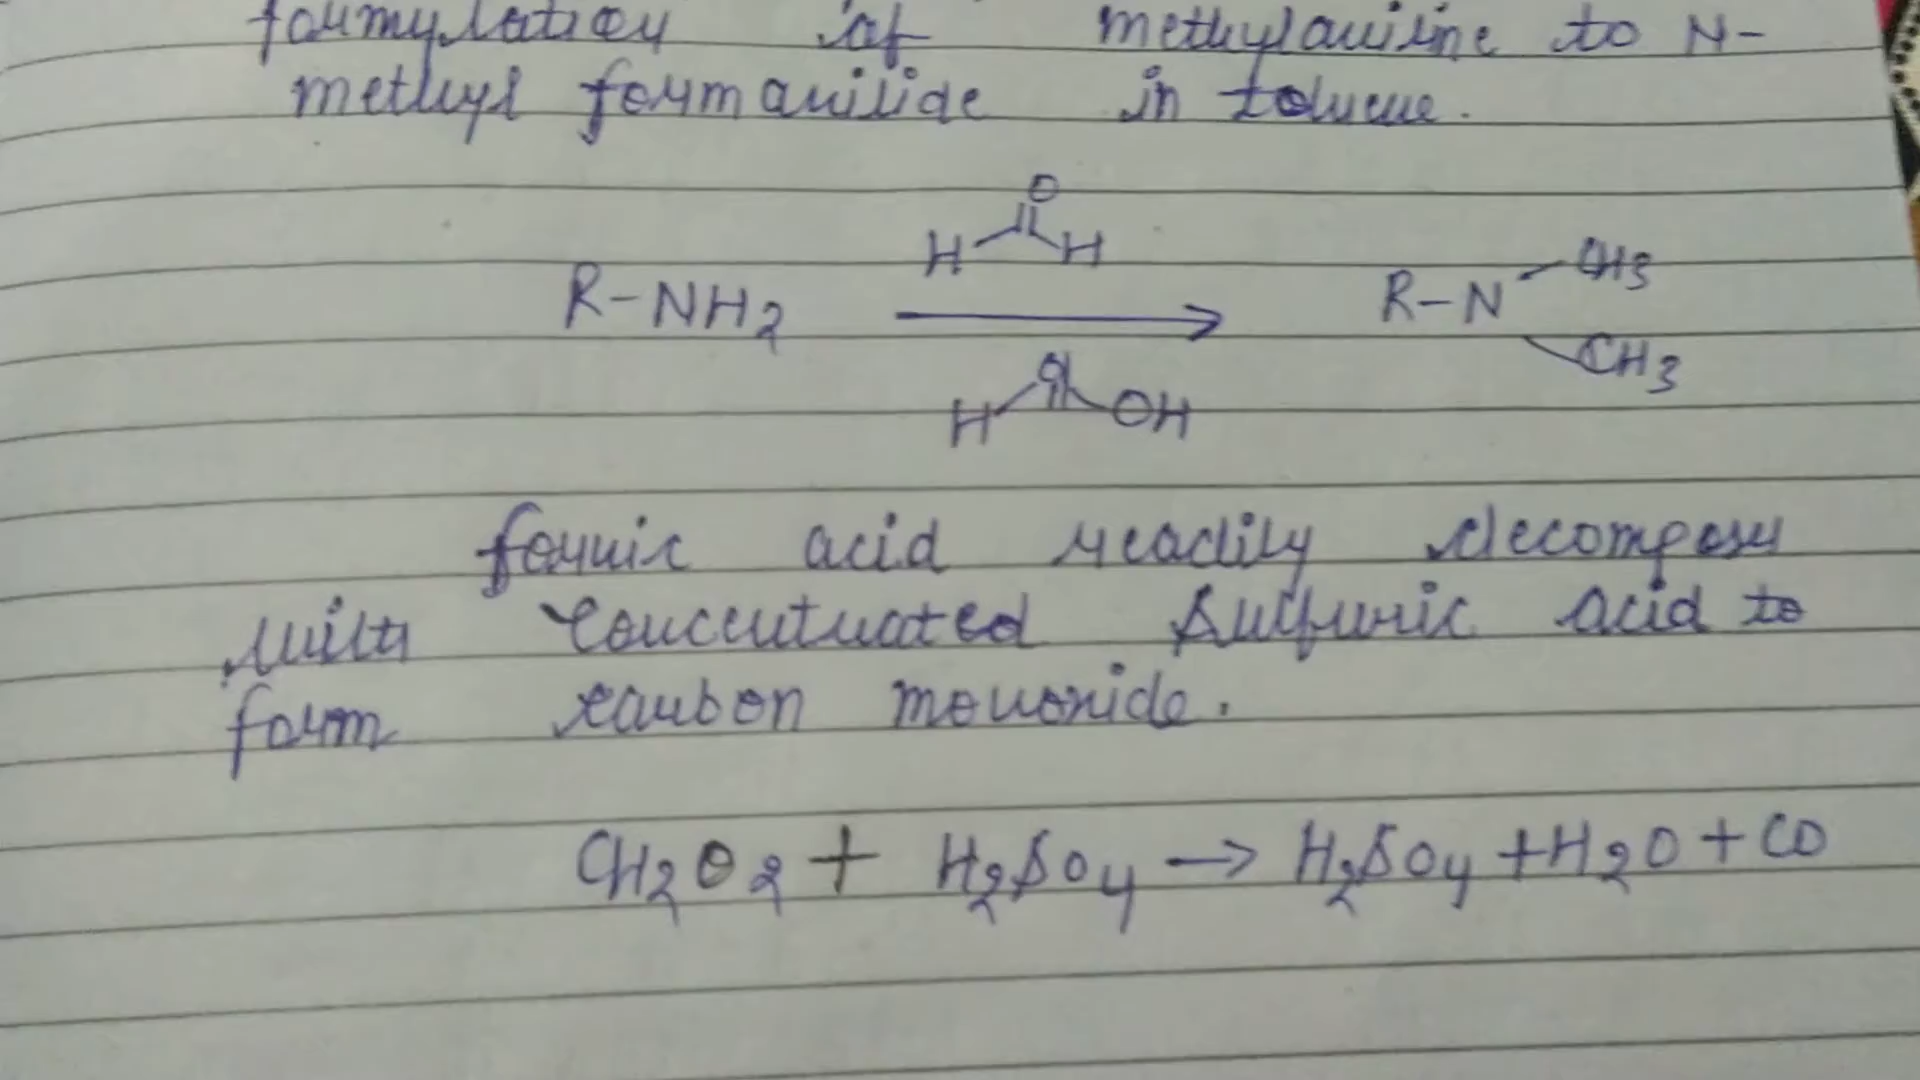 formylation of methylaniline to N-
methyl formanilide in toluene.
O
H H
R-NH2 → R-N CH3
CH3
O
H OH
formic acid readily decompose
with concentrated sulfuric acid to
form carbon monoxide.
CH2O2 + H2SO4 → H2SO4 + H2O + CO